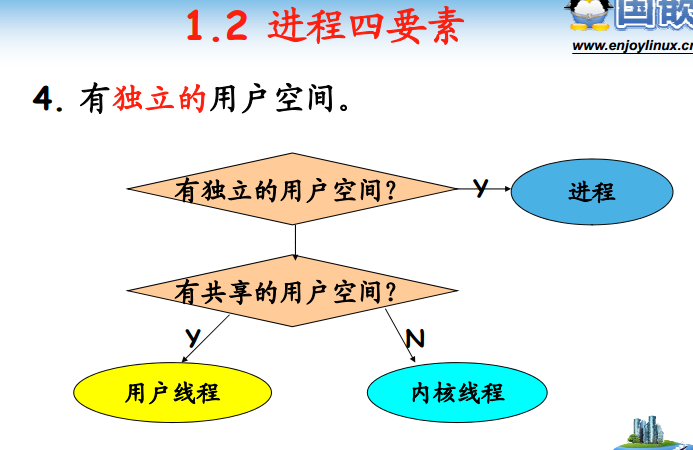 1.2 进程四要素
国嵌
www.enjoylinux.cn
4. 有独立的用户空间。
有独立的用户空间?
Y
进程
有共享的用户空间?
Y
N
用户线程
内核线程